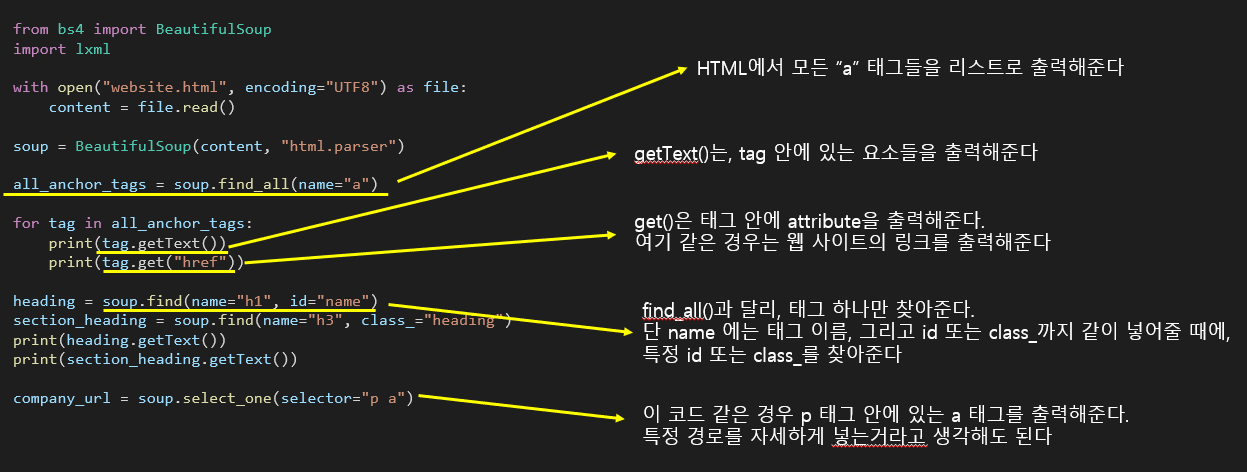 from bs4 import BeautifulSoup
import lxml
with open("website.html", encoding="UTF8") as file:
    content = file.read()
soup = BeautifulSoup(content, "html.parser")
all_anchor_tags = soup.find_all(name="a")
for tag in all_anchor_tags:
    print(tag.getText())
    print(tag.get("href"))
heading = soup.find(name="h1", id="name")
section_heading = soup.find(name="h3", class_="heading")
print(heading.getText())
print(section_heading.getText())
company_url = soup.select_one(selector="p a")
HTML에서 모든 “a” 태그들을 리스트로 출력해준다
getText()는, tag 안에 있는 요소들을 출력해준다
get()은 태그 안에 attribute을 출력해준다.
여기 같은 경우는 웹 사이트의 링크를 출력해준다
find_all()과 달리, 태그 하나만 찾아준다.
단 name 에는 태그 이름, 그리고 id 또는 class_까지 같이 넣어줄 때에,
특정 id 또는 class_를 찾아준다
이 코드 같은 경우 p 태그 안에 있는 a 태그를 출력해준다.
특정 경로를 자세하게 넣는거라고 생각해도 된다